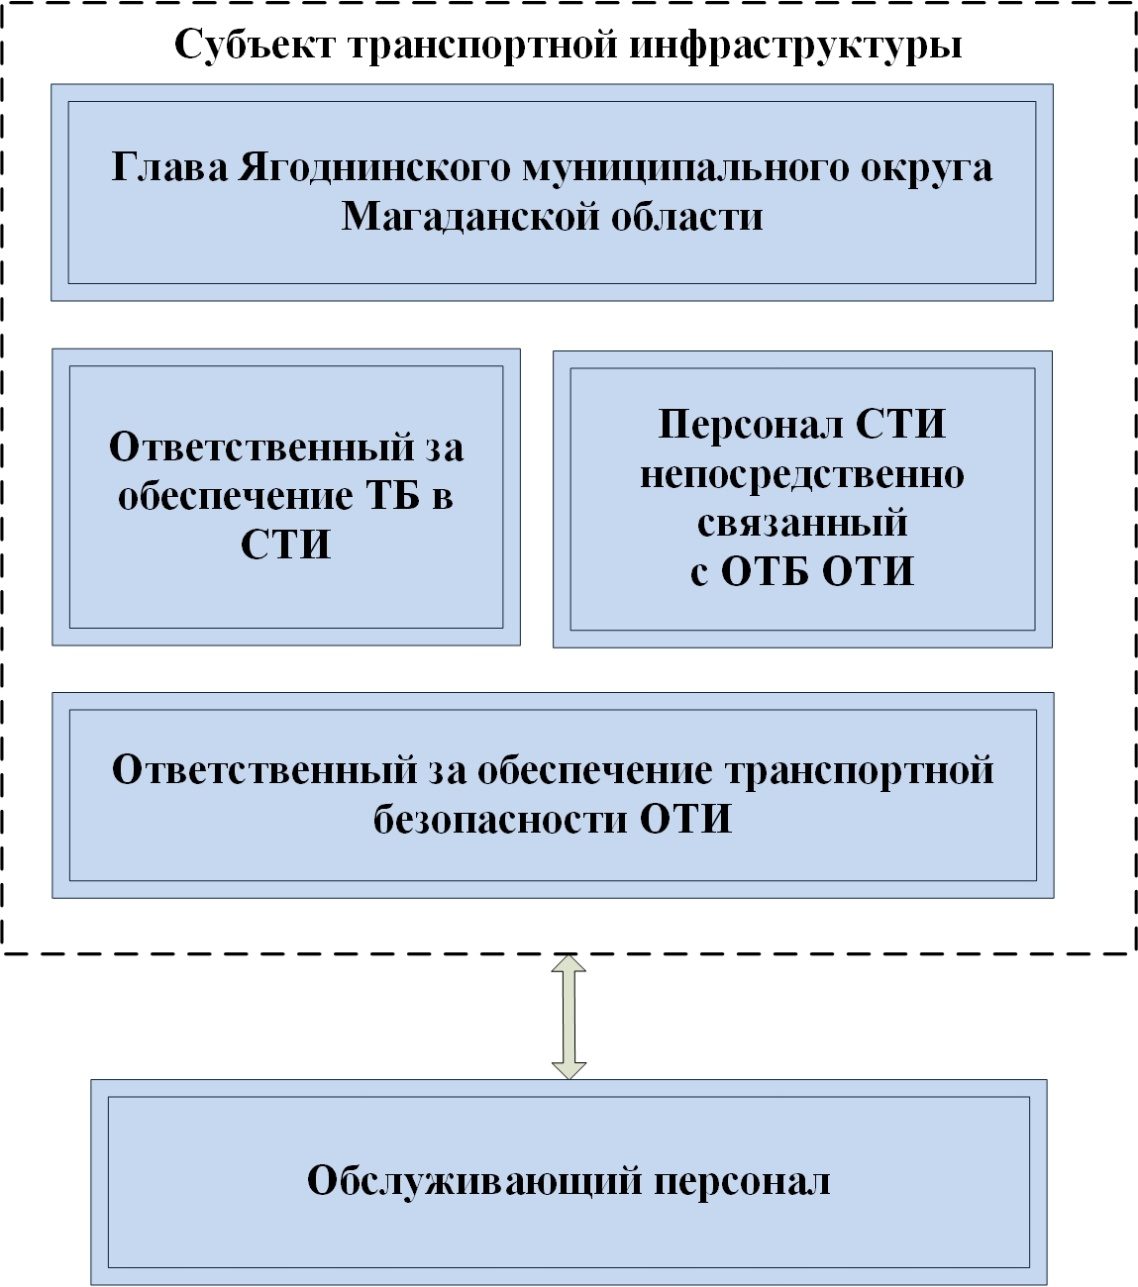 Субъект транспортной инфраструктуры
Глава Ягоднинского муниципального округа
Магаданской области
Ответственный за
обеспечение ТБ в
СТИ
Персонал СТИ
непосредственно
связанный
с ОТБ ОТИ
Ответственный за обеспечение транспортной
безопасности ОТИ
Обслуживающий персонал